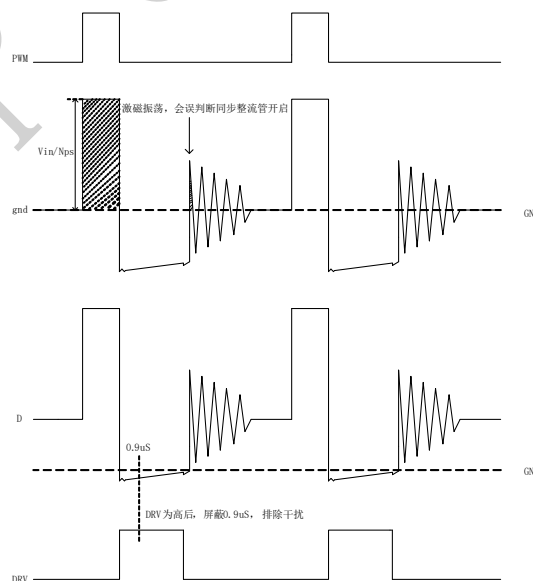 PWM
激磁振荡，会误判断同步整流管开启
Vin/Nps
gnd
GN
D
0.9uS
GN
DRV为高后，屏蔽0.9uS，排除干扰
DRV